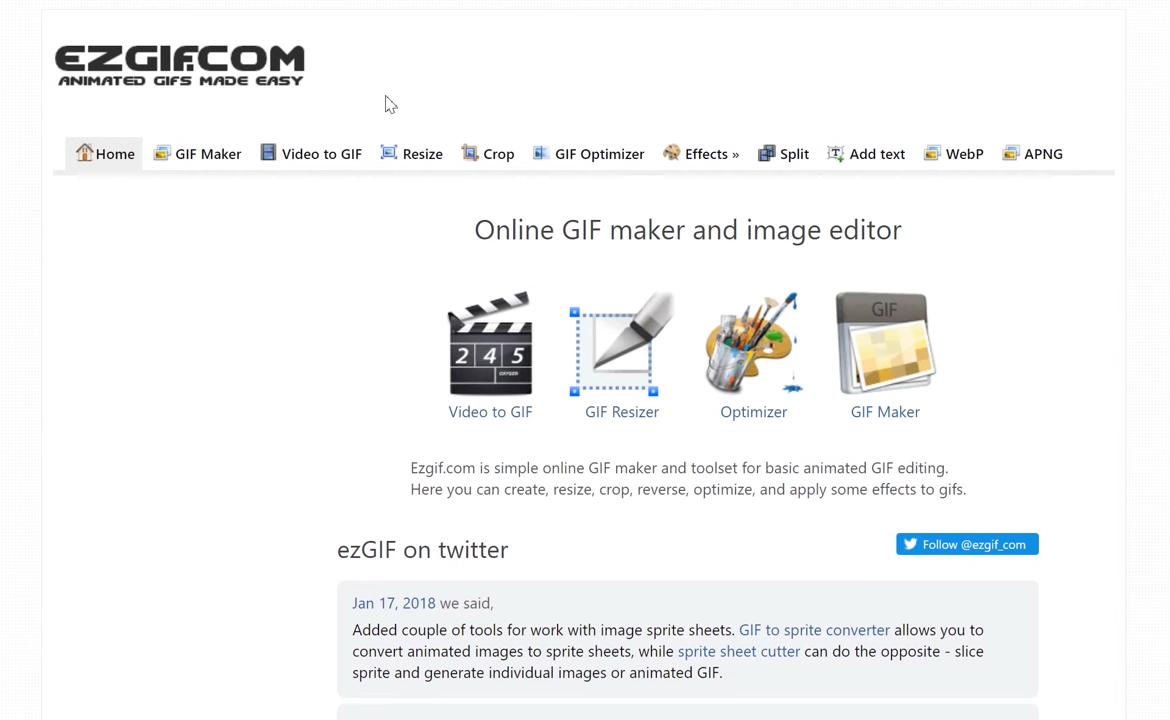 EZGIF.COM
ANIMATED GIFS MADE EASY
Home GIF Maker Video to GIF Resize Crop GIF Optimizer Effects » Split Add text WebP APNG
Online GIF maker and image editor
2 4 5
GIF
Video to GIF GIF Resizer Optimizer GIF Maker
Ezgif.com is simple online GIF maker and toolset for basic animated GIF editing.
Here you can create, resize, crop, reverse, optimize, and apply some effects to gifs.
ezGIF on twitter
Follow @ezgif_com
Jan 17, 2018 we said,
Added couple of tools for work with image sprite sheets. GIF to sprite converter allows you to
convert animated images to sprite sheets, while sprite sheet cutter can do the opposite - slice
sprite and generate individual images or animated GIF.